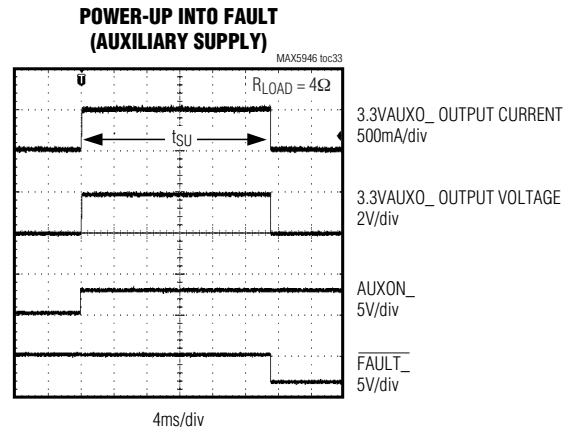 POWER-UP INTO FAULT
(AUXILIARY SUPPLY)
MAX5946 toc33
T
RLOAD = 4Ω
tSU
3.3VAUXO_ OUTPUT CURRENT
500mA/div
3.3VAUXO_ OUTPUT VOLTAGE
2V/div
AUXON_
5V/div
FAULT_
5V/div
4ms/div